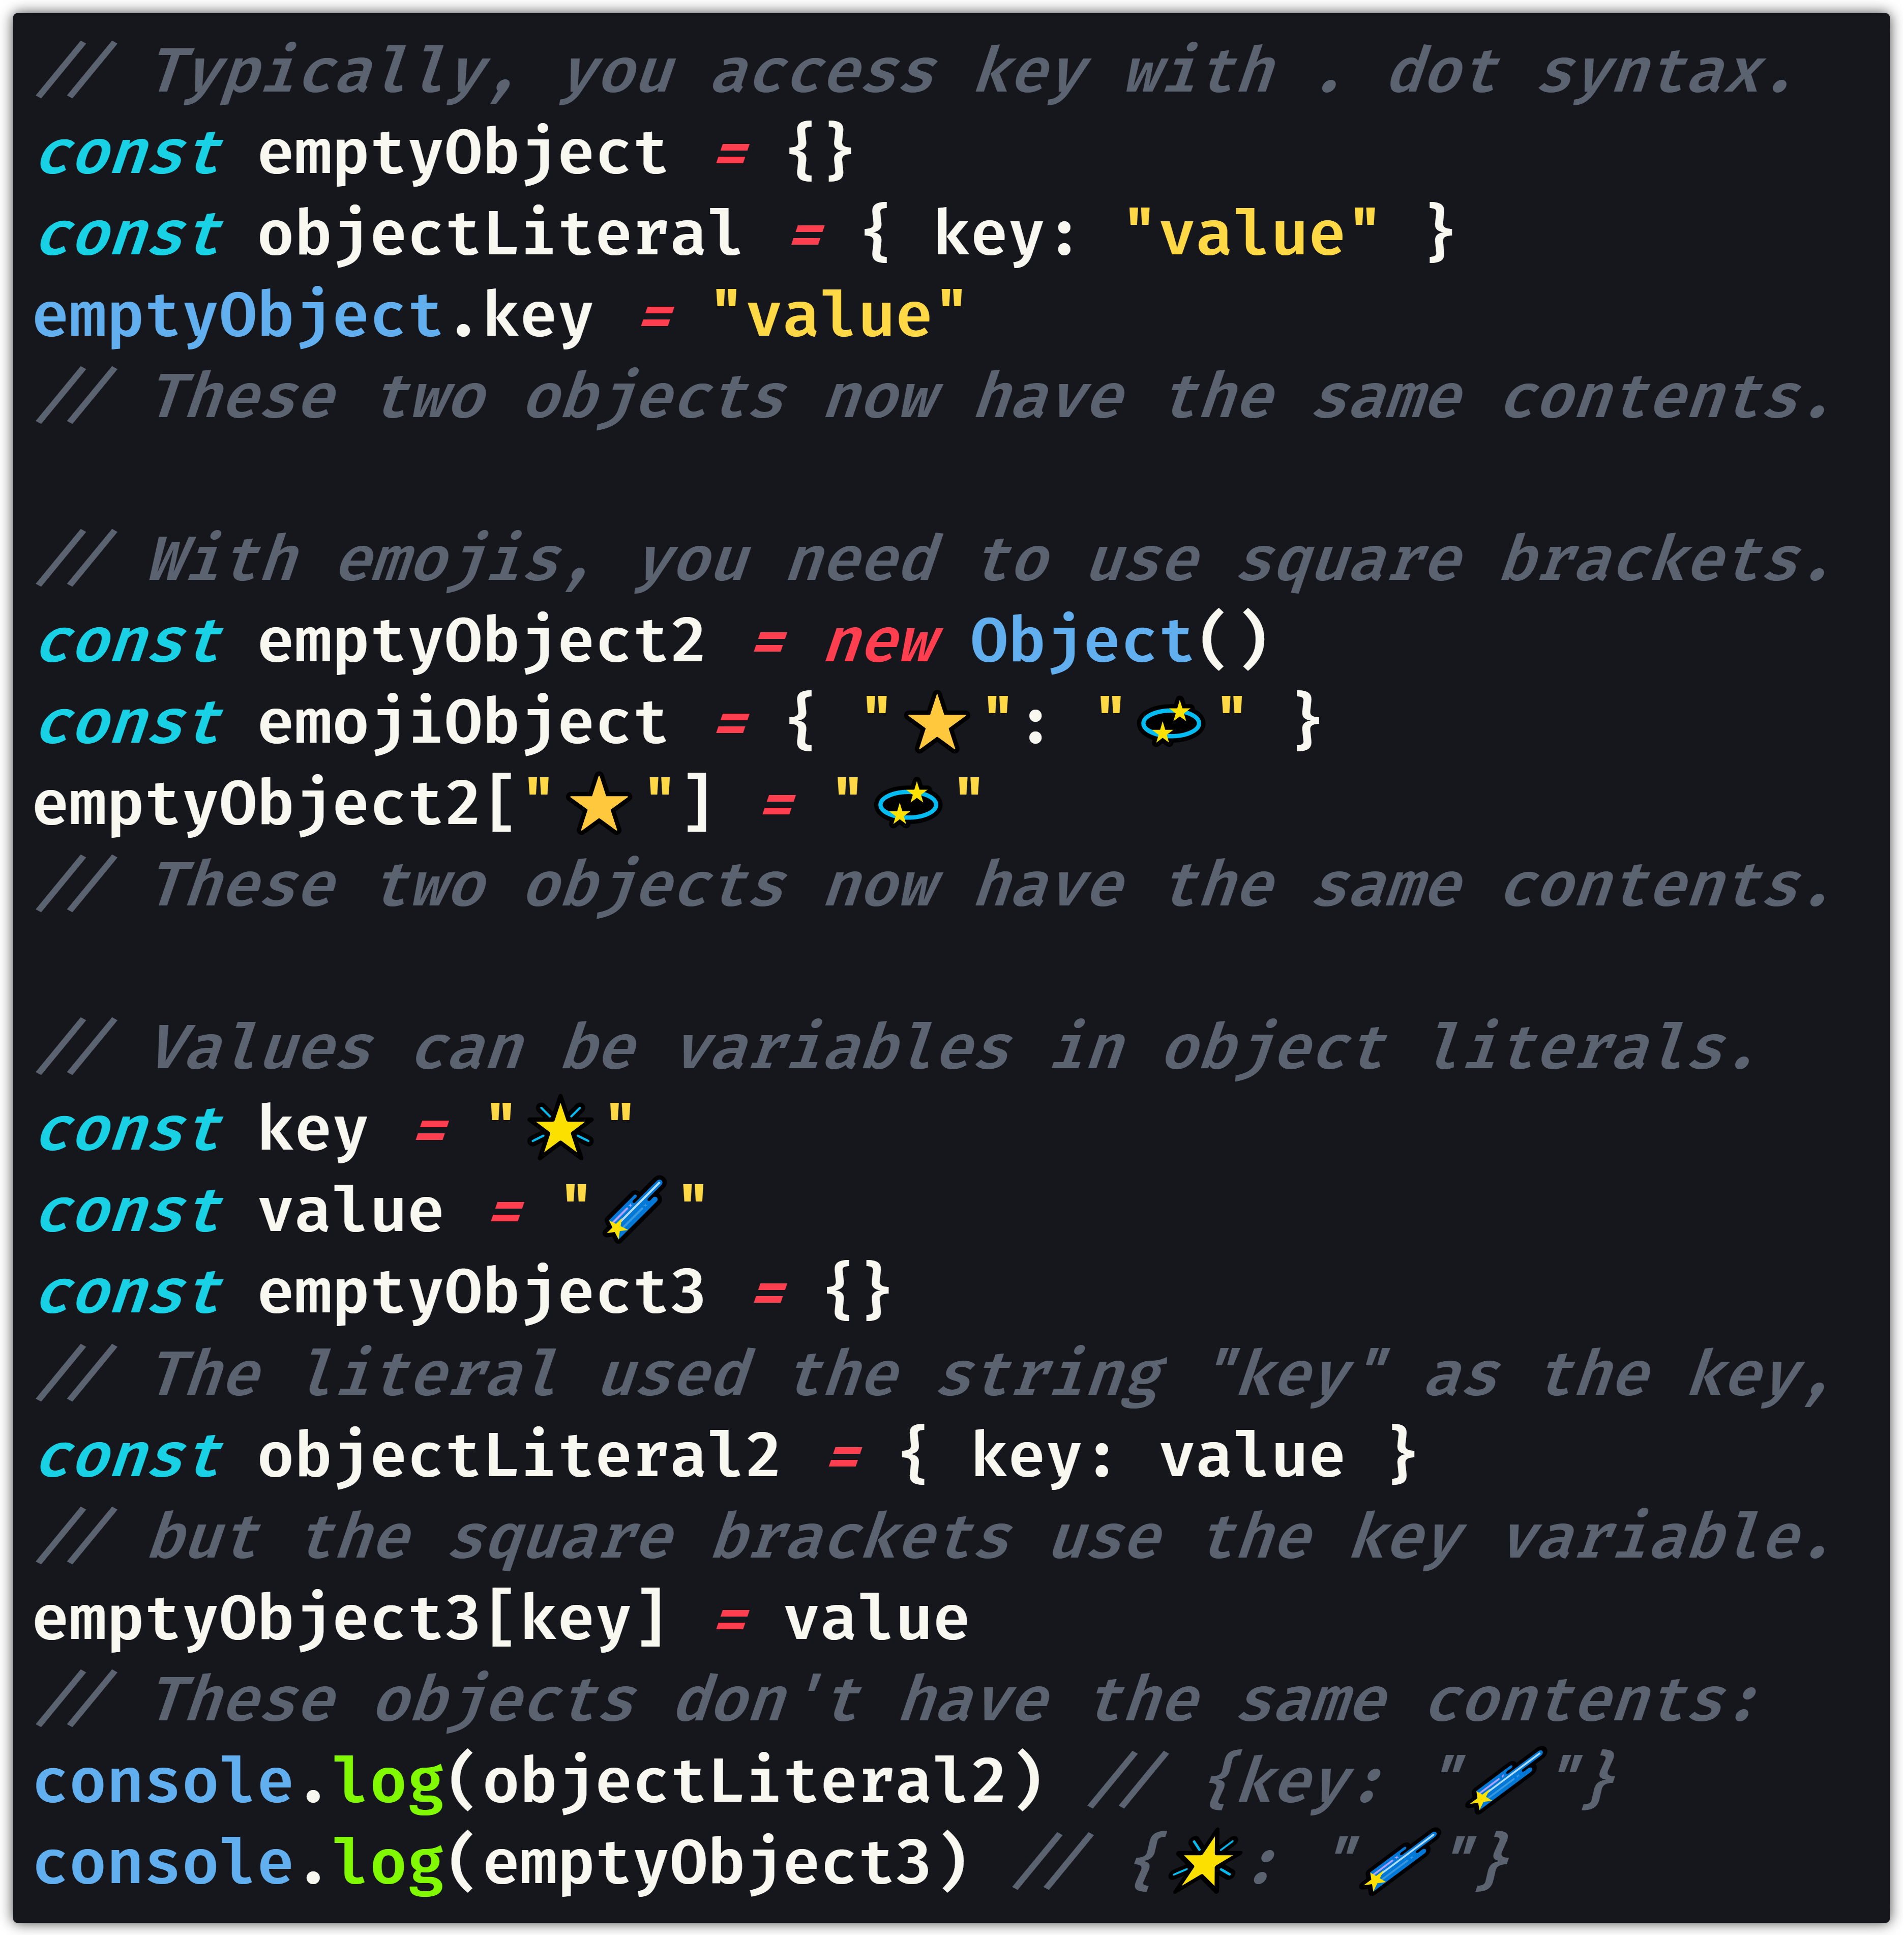 // Typically, you access key with . dot syntax.
const emptyObject = {}
const objectLiteral = { key: "value" }
emptyObject.key = "value"
// These two objects now have the same contents.
// With emojis, you need to use square brackets.
const emptyObject2 = new Object()
const emojiObject = { "⭐": "💫" }
emptyObject2["⭐"] = "💫"
// These two objects now have the same contents.
// Values can be variables in object literals.
const key = "🌟"
const value = "🌠"
const emptyObject3 = {}
// The literal used the string "key" as the key,
const objectLiteral2 = { key: value }
// but the square brackets use the key variable.
emptyObject3[key] = value
// These objects don't have the same contents:
console.log(objectLiteral2) // {key: "🌠"}
console.log(emptyObject3) // {🌟: "🌠"}